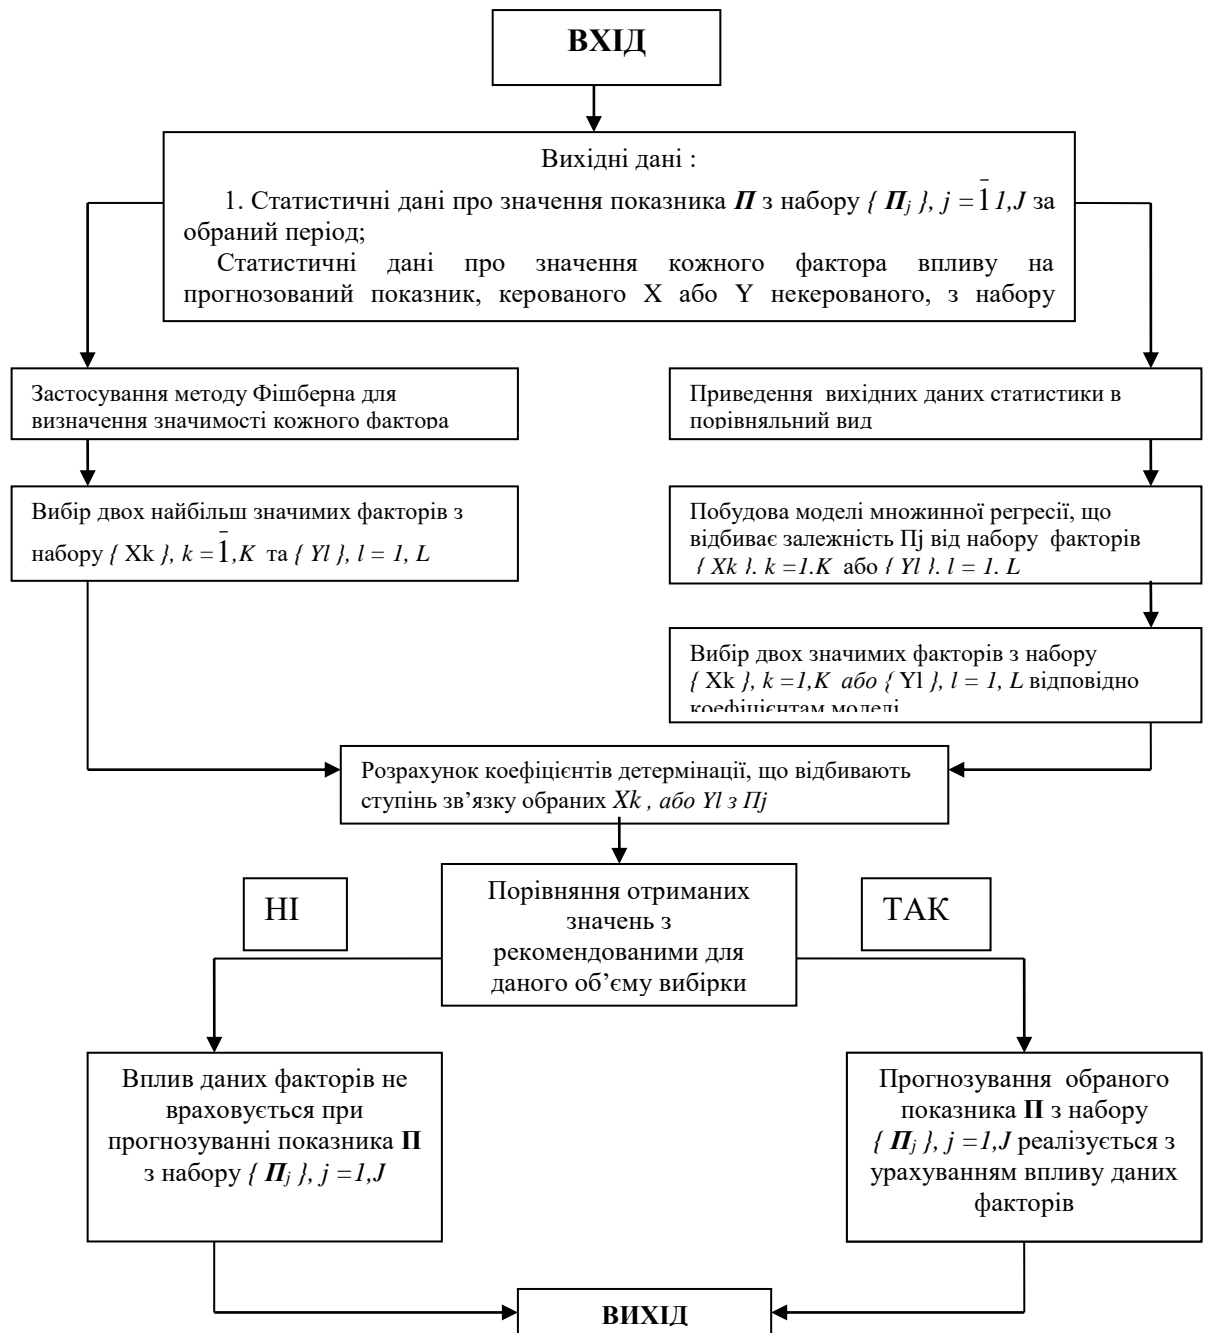 ВХІД
Вихідні дані :
1. Статистичні дані про значення показника П з набору { Пj }, j = 1̄ 1,J за
обраний період;
Статистичні дані про значення кожного фактора впливу на
прогнозований показник, керованого X або Y некерованого, з набору
Застосування методу Фішберна для
визначення значимості кожного фактора
Вибір двох найбільш значимих факторів з
набору { Xk }, k = 1̄,K та { Yl }, l = 1, L
Приведення вихідних даних статистики в
порівняльний вид
Побудова моделі множинної регресії, що
відбиває залежність Пj від набору факторів
{ Xk }, k=1,K або { Yl }, l = 1, L
Вибір двох значимих факторів з набору
{ Xk }, k =1,K або { Yl }, l = 1, L відповідно
коефіцієнтам моделі
Розрахунок коефіцієнтів детермінації, що відбивають
ступінь зв’язку обраних Xk , або Yl з Пj
Порівняння отриманих
значень з
рекомендованими для
даного об’єму вибірки
НІ
ТАК
Вплив даних факторів не
враховується при
прогнозуванні показника П
з набору { Пj }, j =1,J
Прогнозування обраного
показника П з набору
{ Пj }, j =1,J реалізується з
урахуванням впливу даних
факторів
ВИХІД